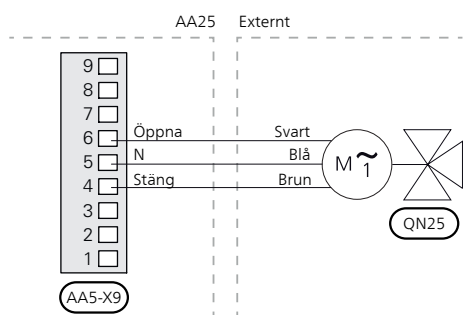 AA25 Externt
9
8
7
6 Öppna Svart
5 N Blå
4 Stäng Brun
3
2
1
M ~ 1
QN25
AA5-X9